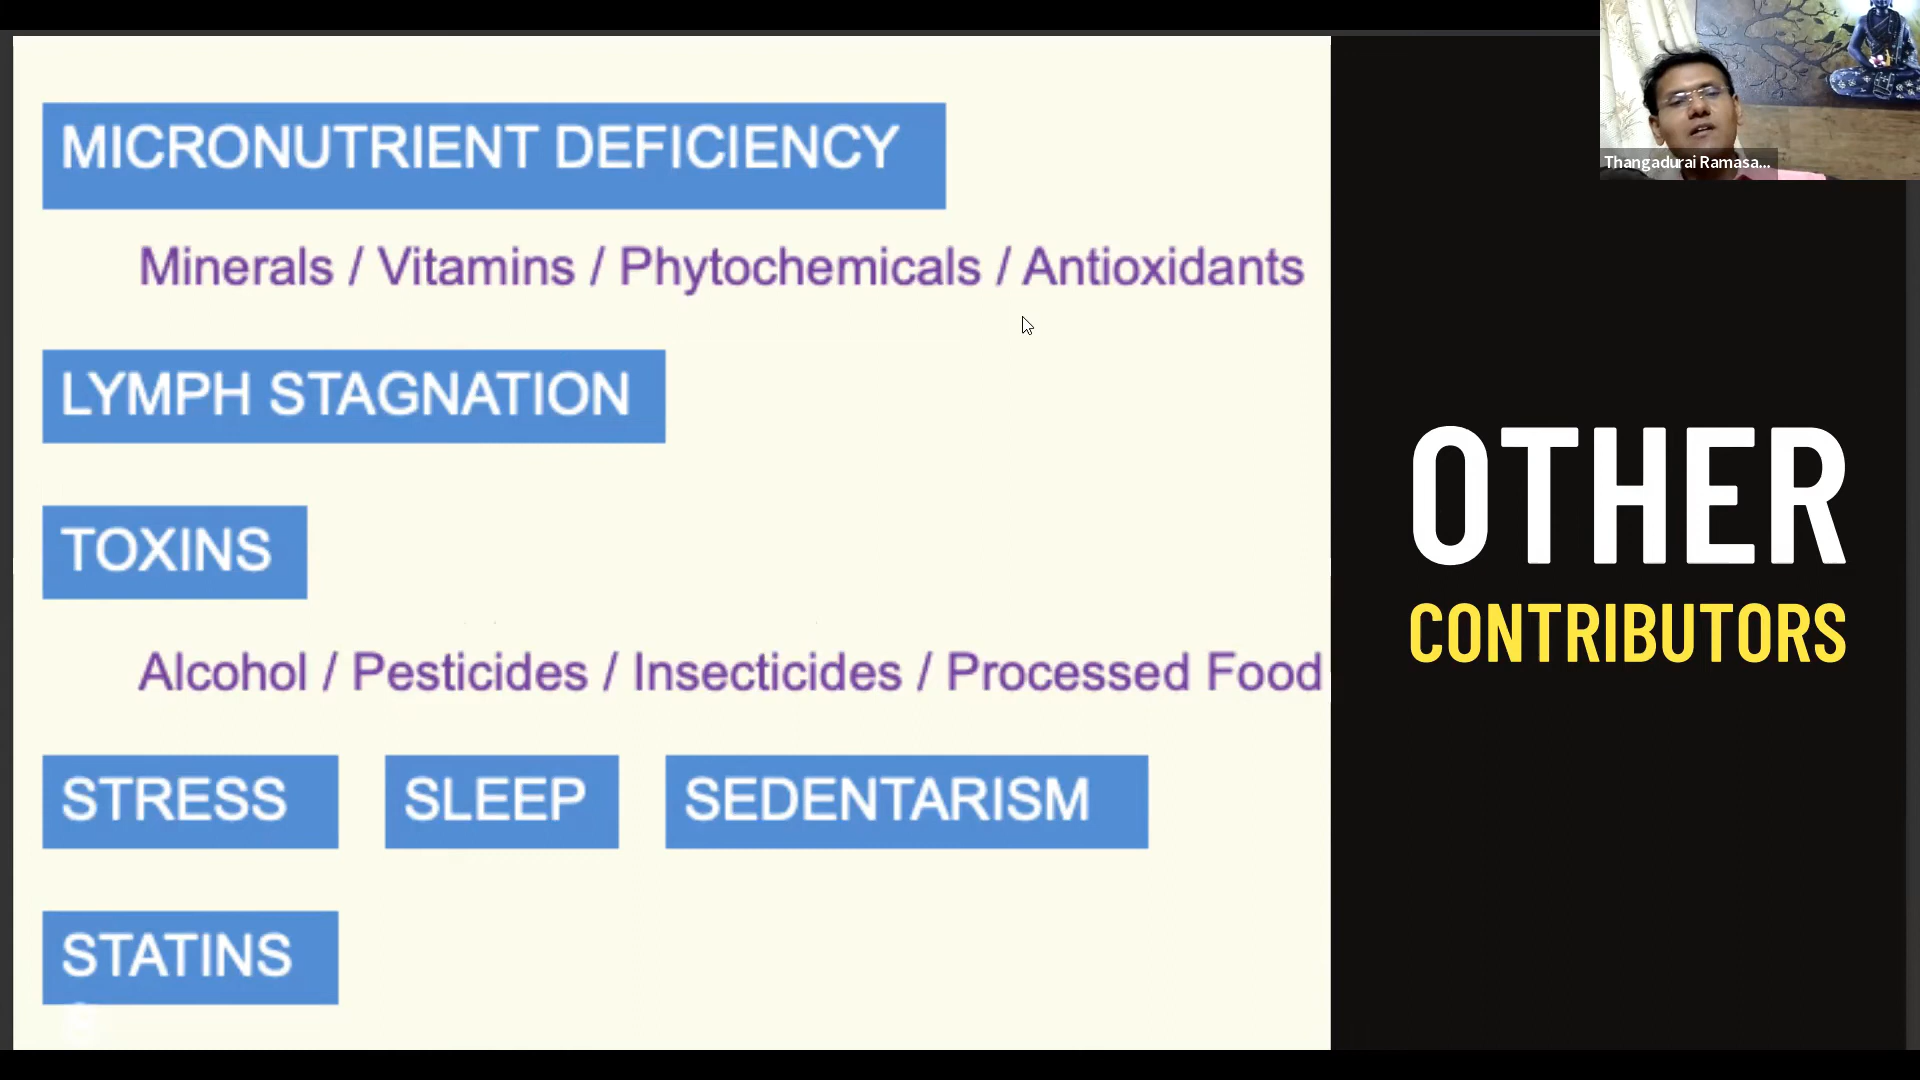 MICRONUTRIENT DEFICIENCY
Minerals / Vitamins / Phytochemicals / Antioxidants
LYMPH STAGNATION
TOXINS
Alcohol / Pesticides / Insecticides / Processed Food
STRESS SLEEP SEDENTARISM
STATINS
OTHER
CONTRIBUTORS
Thangadurai Ramasa...